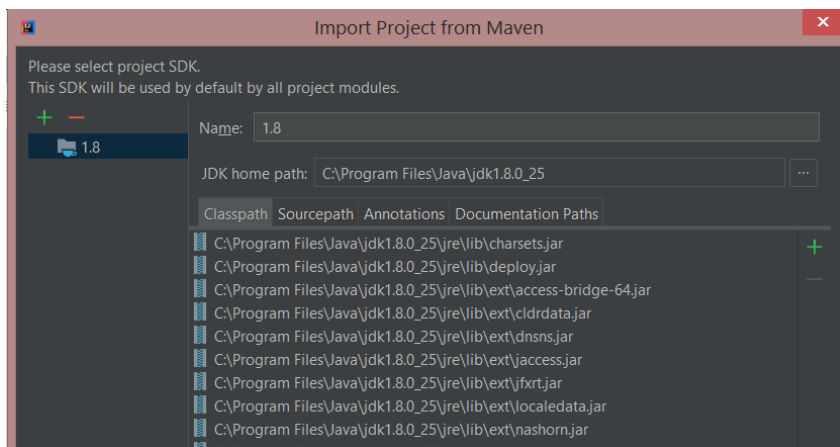 Import Project from Maven
Please select project SDK.
This SDK will be used by default by all project modules.
1.8
Name: 1.8
JDK home path: C:\Program Files\Java\jdk1.8.0_25
Classpath Sourcepath Annotations Documentation Paths
C:\Program Files\Java\jdk1.8.0_25\jre\lib\charsets.jar
C:\Program Files\Java\jdk1.8.0_25\jre\lib\deploy.jar
C:\Program Files\Java\jdk1.8.0_25\jre\lib\ext\access-bridge-64.jar
C:\Program Files\Java\jdk1.8.0_25\jre\lib\ext\cldrdata.jar
C:\Program Files\Java\jdk1.8.0_25\jre\lib\ext\dnsns.jar
C:\Program Files\Java\jdk1.8.0_25\jre\lib\ext\jaccess.jar
C:\Program Files\Java\jdk1.8.0_25\jre\lib\ext\jfxrt.jar
C:\Program Files\Java\jdk1.8.0_25\jre\lib\ext\localedata.jar
C:\Program Files\Java\jdk1.8.0_25\jre\lib\ext\nashorn.jar